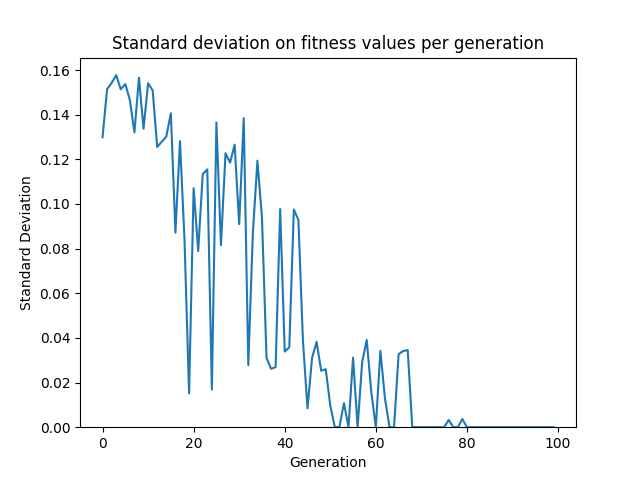 Standard deviation on fitness values per generation
0.16
0.14
0.12
0.10
0.08
0.06
0.04
0.02
0.00
Standard Deviation
0 20 40 60 80 100
Generation